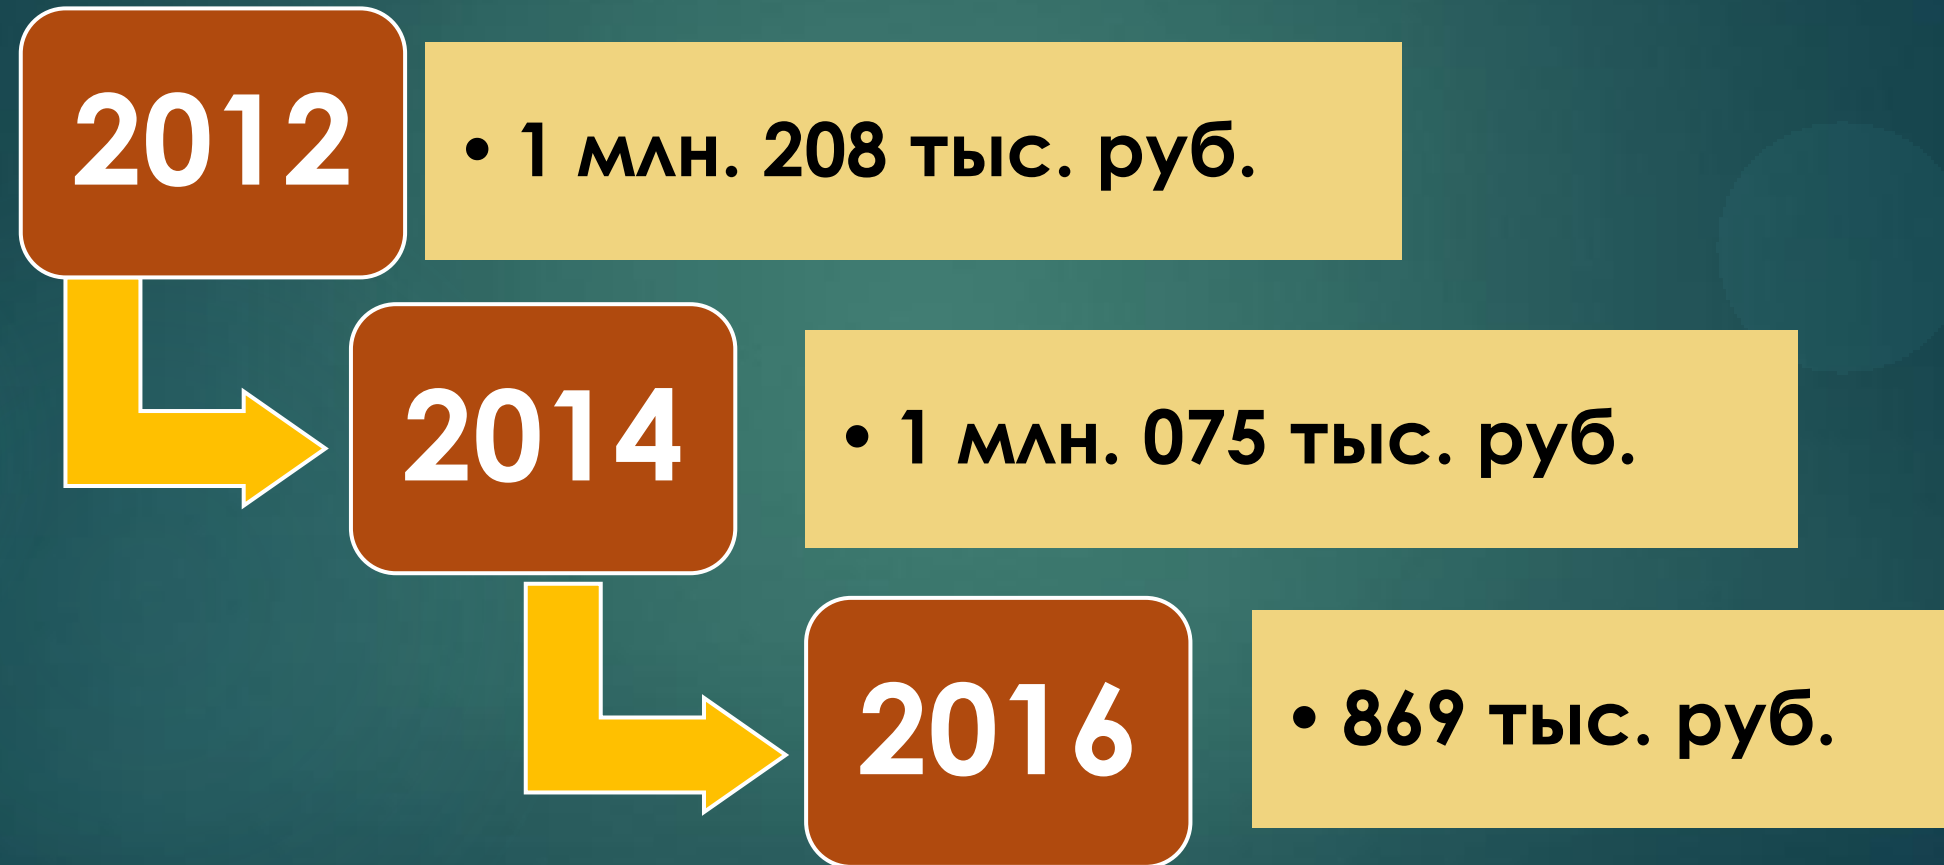 2012
• 1 млн. 208 тыс. руб.
2014
• 1 млн. 075 тыс. руб.
2016
• 869 тыс. руб.